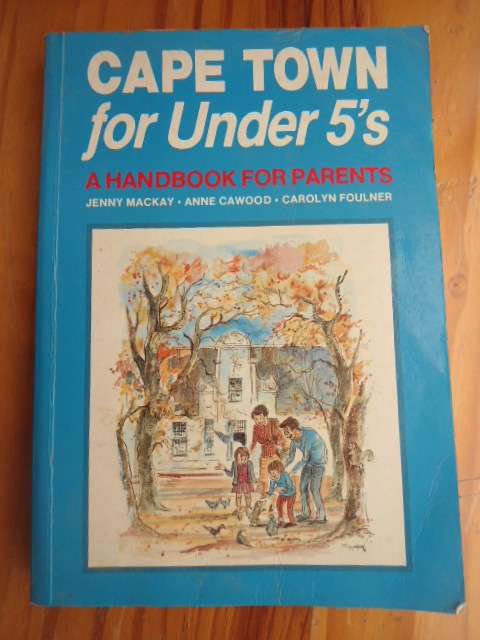 CAPE TOWN
for Under 5's
A HANDBOOK FOR PARENTS
JENNY MACKAY • ANNE CAWOOD • CAROLYN FOULNER